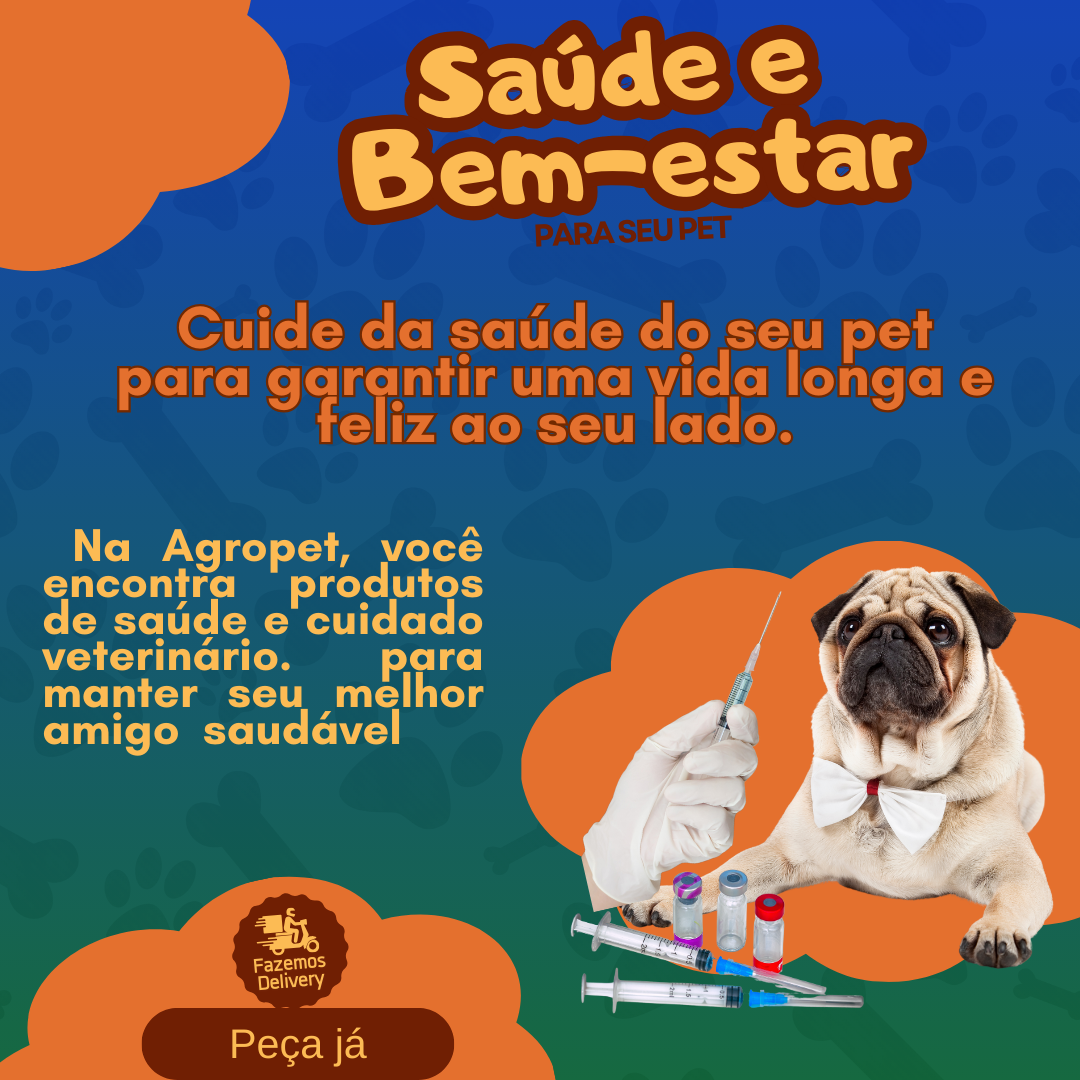 Saúde e
Bem-estar
PARA SEU PET
Cuide da saúde do seu pet
para garantir uma vida longa e
feliz ao seu lado.
Na Agropet, você
encontra produtos
de saúde e cuidado
veterinário. para
manter seu melhor
amigo saudável
Fazemos
Delivery
Peça já